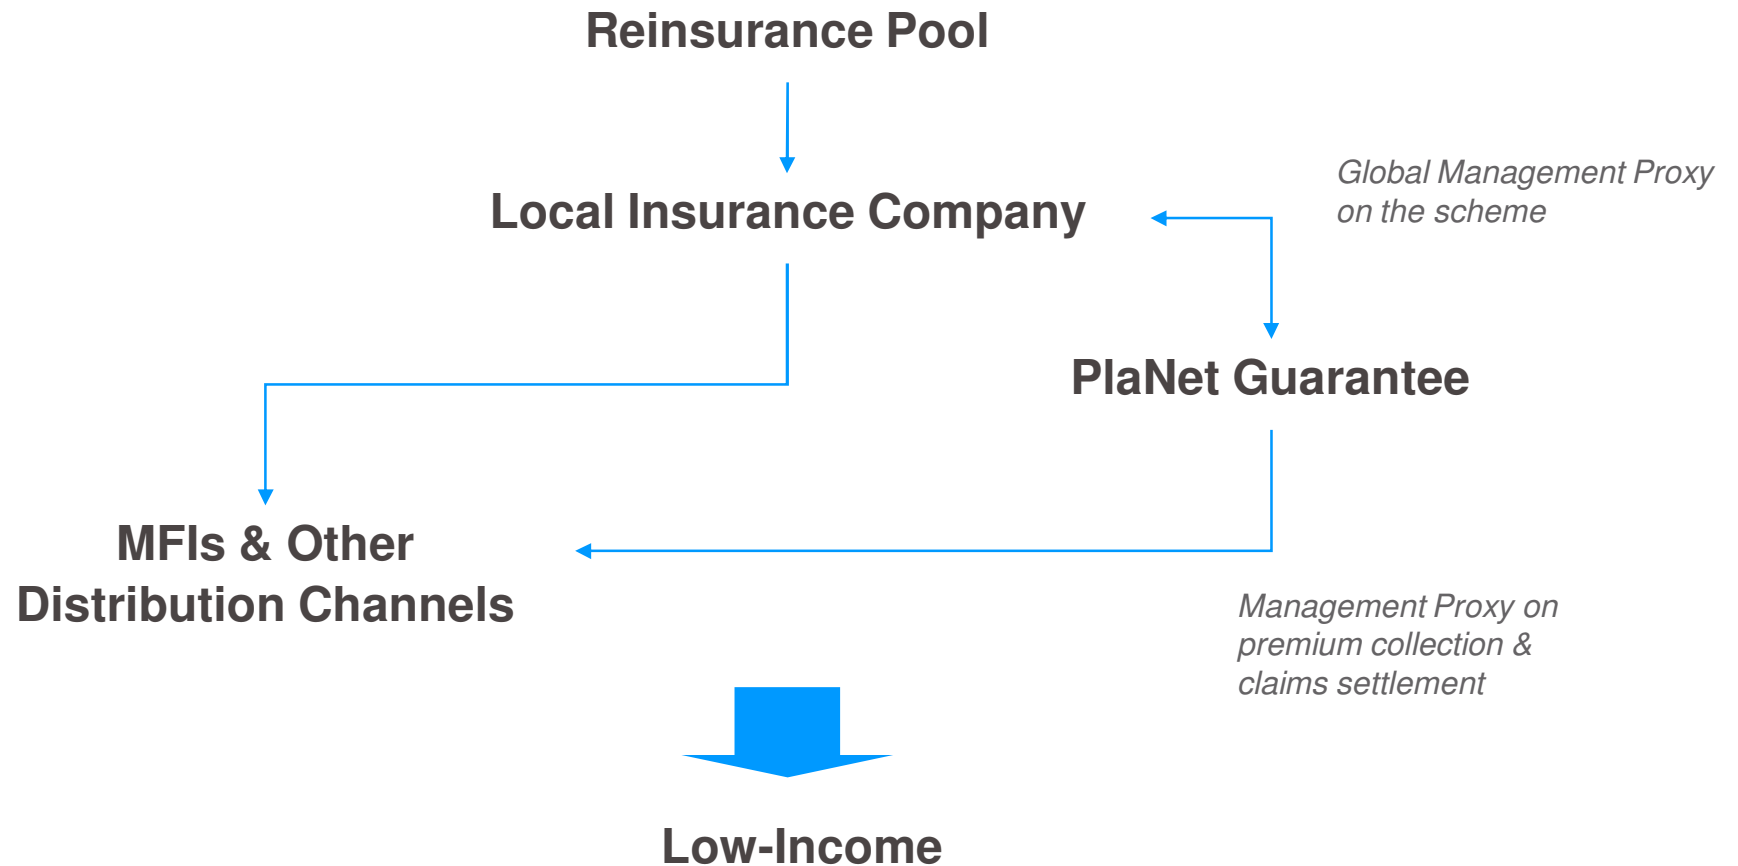 Reinsurance Pool
Global Management Proxy
on the scheme
Local Insurance Company
PlaNet Guarantee
MFIs & Other
Distribution Channels
Management Proxy on
premium collection &
claims settlement
Low-Income